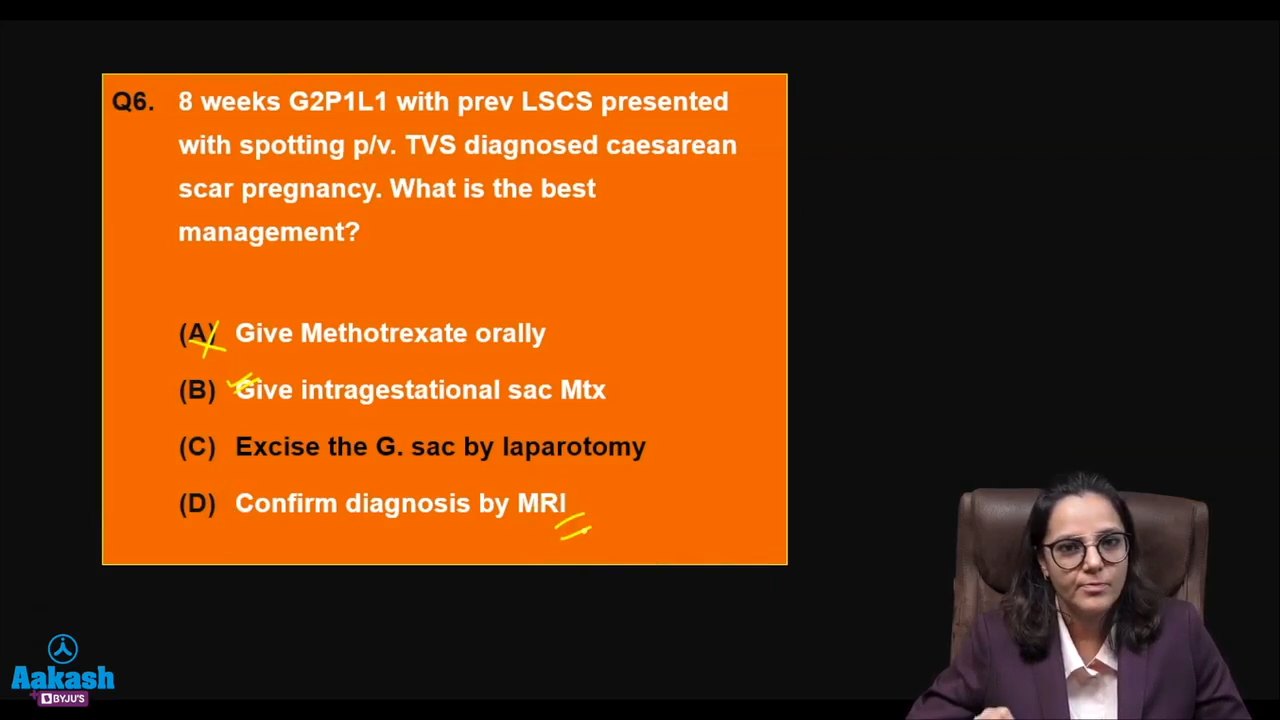 Q6. 8 weeks G2P1L1 with prev LSCS presented
with spotting p/v. TVS diagnosed caesarean
scar pregnancy. What is the best
management?
(A) Give Methotrexate orally
(B) Give intragestational sac Mtx
(C) Excise the G. sac by laparotomy
(D) Confirm diagnosis by MRI
Aakash
BYJU'S